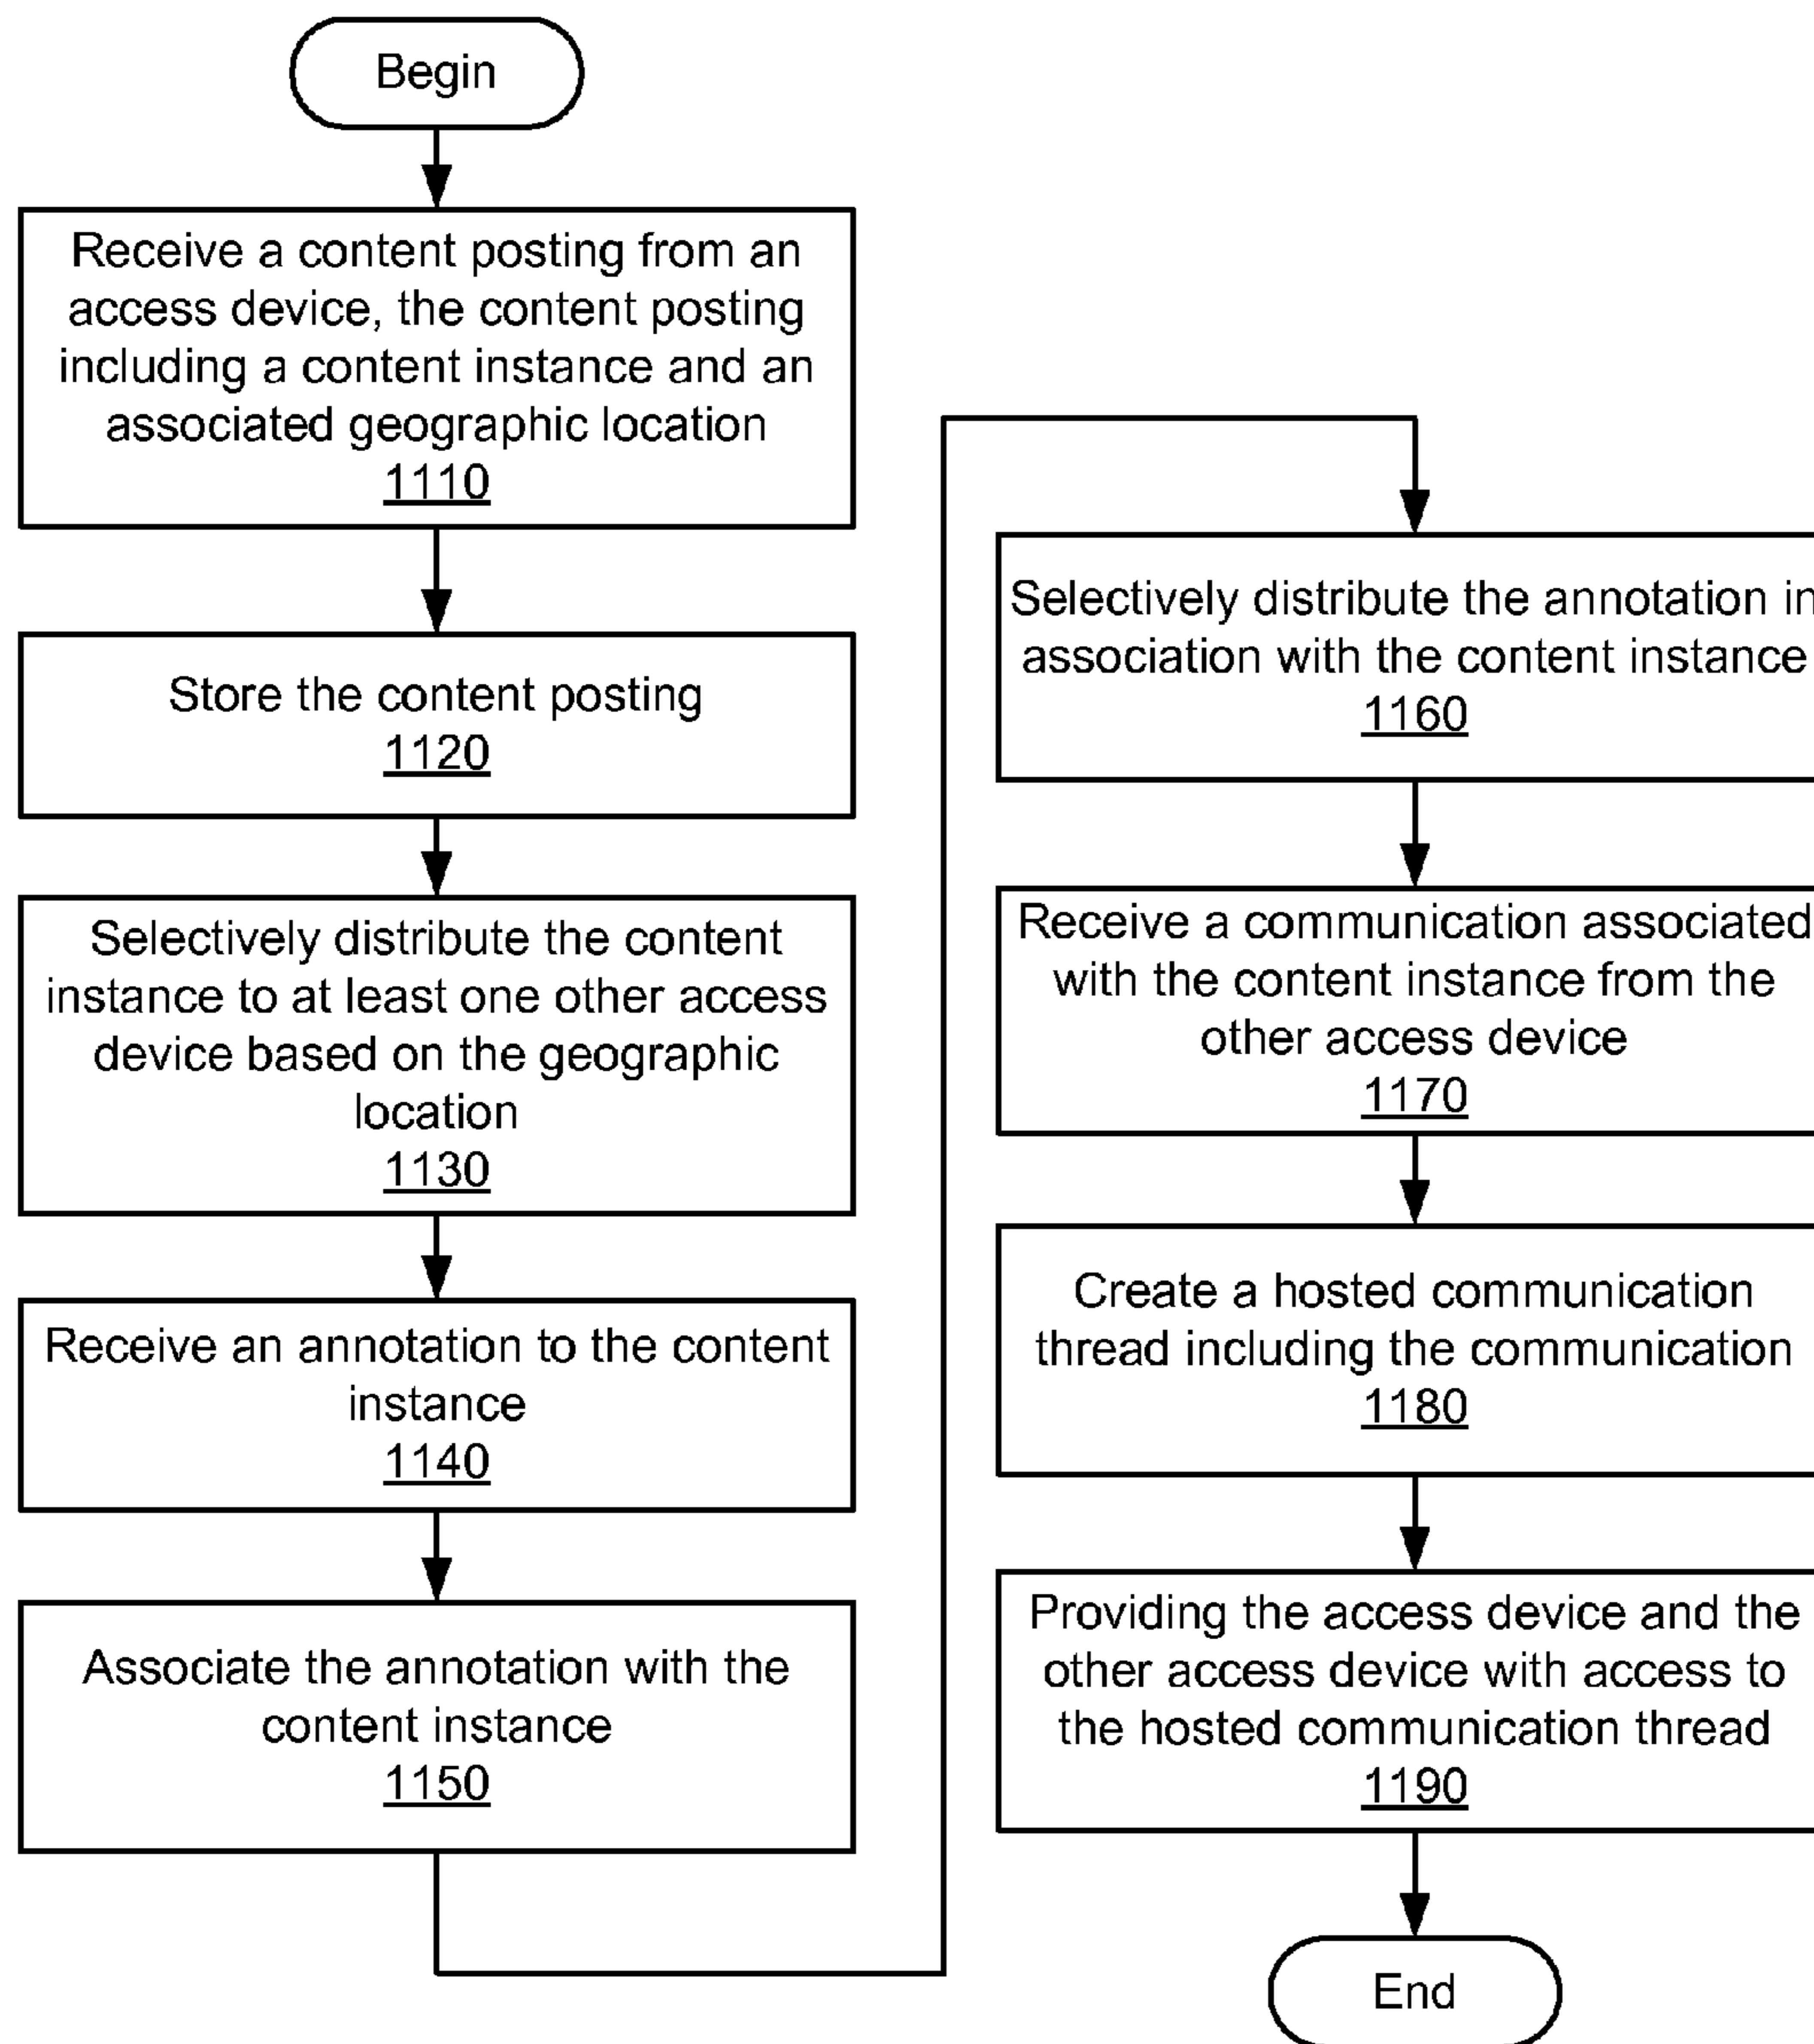 Begin
Receive a content posting from an
access device, the content posting
including a content instance and an
associated geographic location
1110
Store the content posting
1120
Selectively distribute the content
instance to at least one other access
device based on the geographic
location
1130
Receive an annotation to the content
instance
1140
Associate the annotation with the
content instance
1150
Selectively distribute the annotation in
association with the content instance
1160
Receive a communication associated
with the content instance from the
other access device
1170
Create a hosted communication
thread including the communication
1180
Providing the access device and the
other access device with access to
the hosted communication thread
1190
End